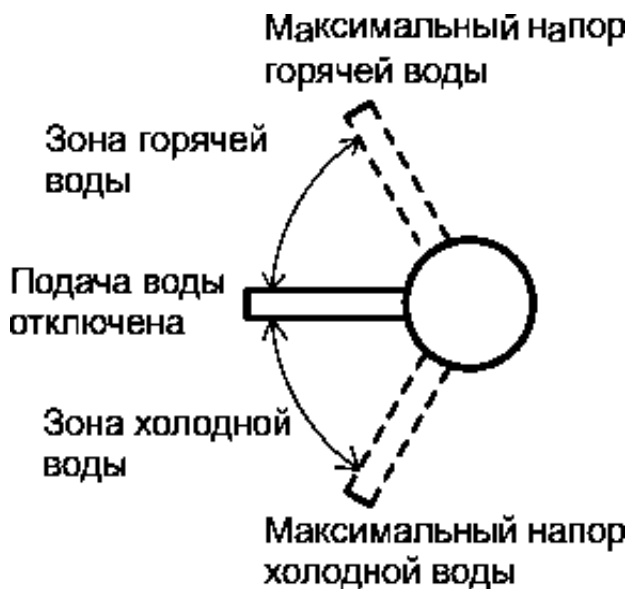 Максимальный напор
горячей воды
Зона горячей
воды
Подача воды
отключена
Зона холодной
воды
Максимальный напор
холодной воды